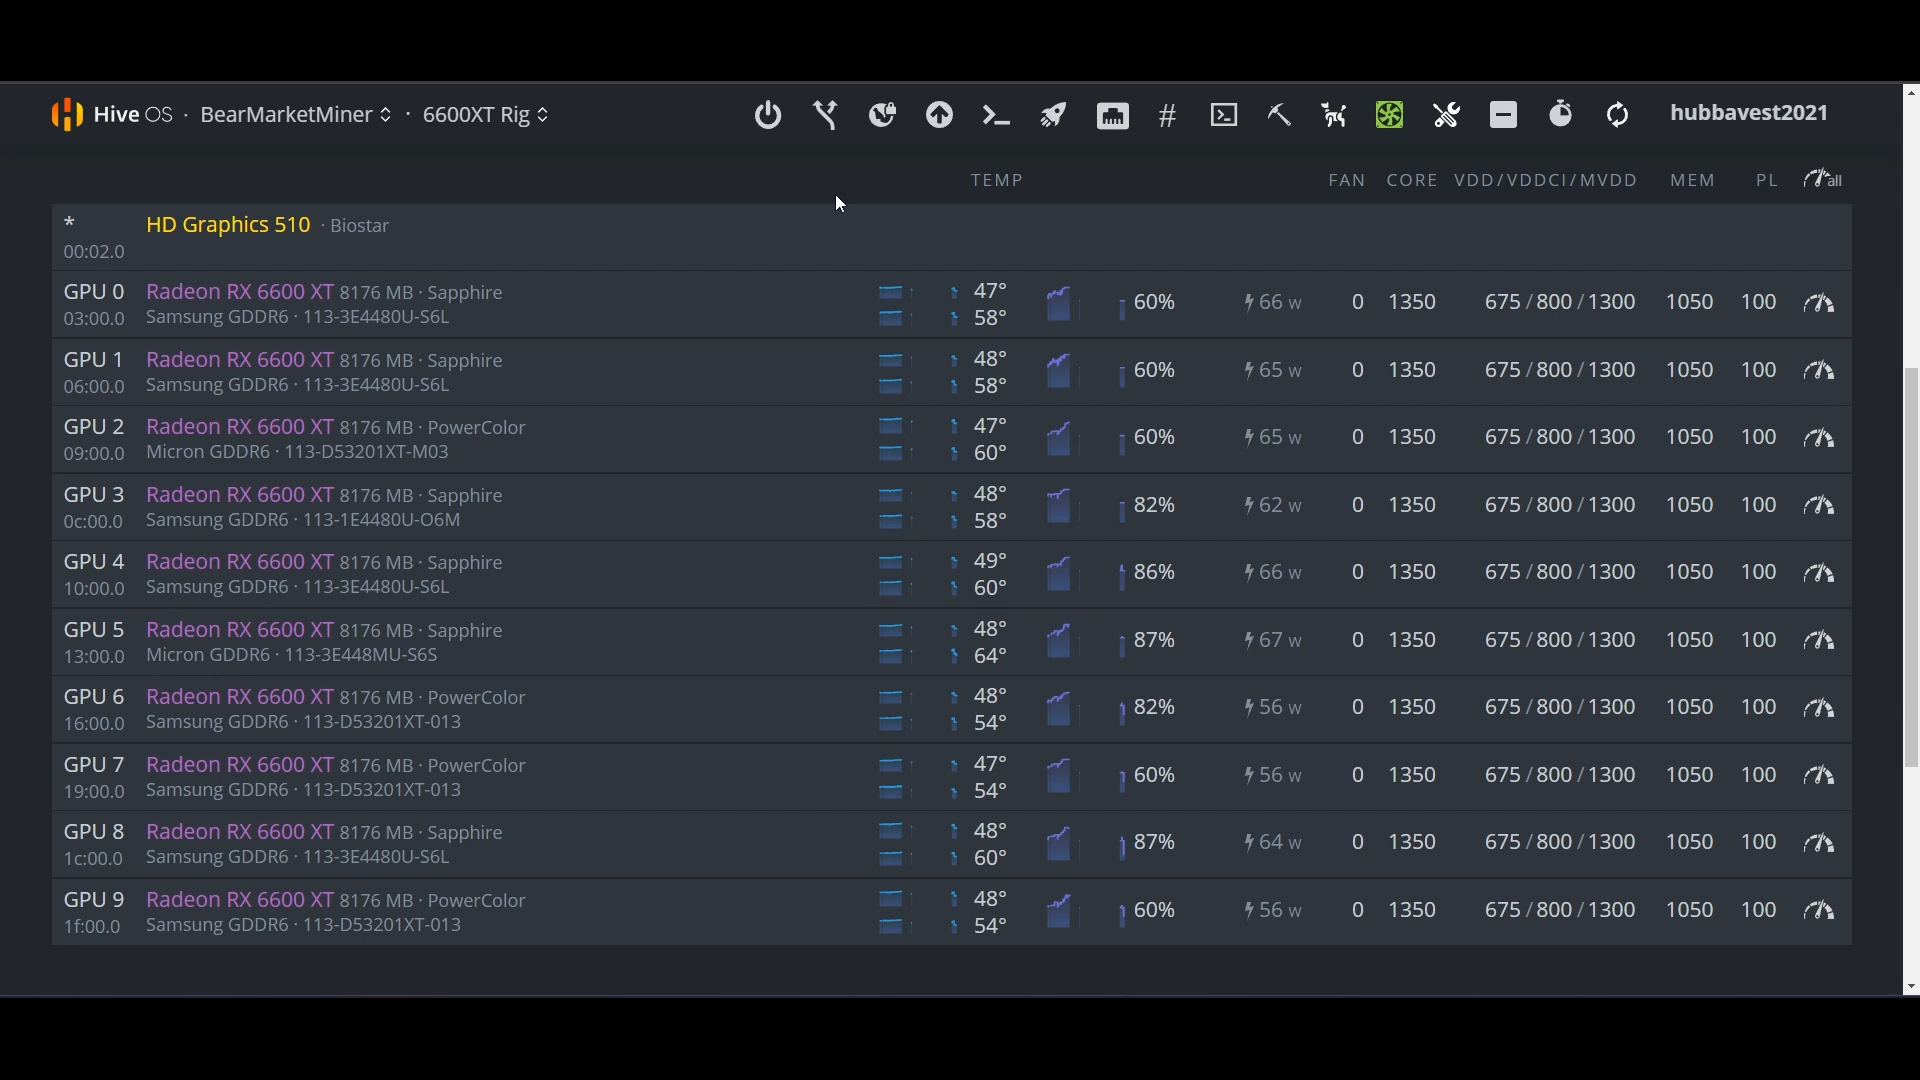 Hive OS · BearMarketMiner · 6600XT Rig # hubbavest2021
TEMP FAN CORE VDD/VDDCI/MVDD MEM PL all
* HD Graphics 510 · Biostar
00:02.0
GPU 0 Radeon RX 6600 XT 8176 MB · Sapphire 47° 60% 66 w 0 1350 675/800/1300 1050 100
03:00.0 Samsung GDDR6 · 113-3E4480U-S6L 58°
GPU 1 Radeon RX 6600 XT 8176 MB · Sapphire 48° 60% 65 w 0 1350 675/800/1300 1050 100
06:00.0 Samsung GDDR6 · 113-3E4480U-S6L 58°
GPU 2 Radeon RX 6600 XT 8176 MB · PowerColor 47° 60% 65 w 0 1350 675/800/1300 1050 100
09:00.0 Micron GDDR6 · 113-D53201XT-M03 60°
GPU 3 Radeon RX 6600 XT 8176 MB · Sapphire 48° 82% 62 w 0 1350 675/800/1300 1050 100
0c:00.0 Samsung GDDR6 · 113-1E4480U-O6M 58°
GPU 4 Radeon RX 6600 XT 8176 MB · Sapphire 49° 86% 66 w 0 1350 675/800/1300 1050 100
10:00.0 Samsung GDDR6 · 113-3E4480U-S6L 60°
GPU 5 Radeon RX 6600 XT 8176 MB · Sapphire 48° 87% 67 w 0 1350 675/800/1300 1050 100
13:00.0 Micron GDDR6 · 113-3E448MU-S6S 64°
GPU 6 Radeon RX 6600 XT 8176 MB · PowerColor 48° 82% 56 w 0 1350 675/800/1300 1050 100
16:00.0 Samsung GDDR6 · 113-D53201XT-013 54°
GPU 7 Radeon RX 6600 XT 8176 MB · PowerColor 47° 60% 56 w 0 1350 675/800/1300 1050 100
19:00.0 Samsung GDDR6 · 113-D53201XT-013 54°
GPU 8 Radeon RX 6600 XT 8176 MB · Sapphire 48° 87% 64 w 0 1350 675/800/1300 1050 100
1c:00.0 Samsung GDDR6 · 113-3E4480U-S6L 60°
GPU 9 Radeon RX 6600 XT 8176 MB · PowerColor 48° 60% 56 w 0 1350 675/800/1300 1050 100
1f:00.0 Samsung GDDR6 · 113-D53201XT-013 54°